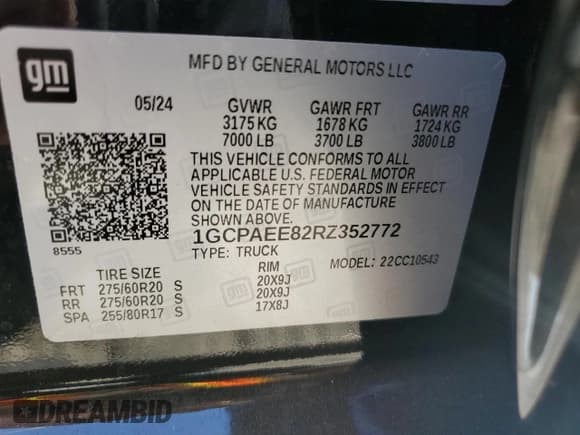 gm
MFD BY GENERAL MOTORS LLC
05/24 GVWR GAWR FRT GAWR RR
3175 KG 1678 KG 1724 KG
7000 LB 3700 LB 3800 LB
THIS VEHICLE CONFORMS TO ALL
APPLICABLE U.S. FEDERAL MOTOR
VEHICLE SAFETY STANDARDS IN EFFECT
ON THE DATE OF MANUFACTURE
SHOWN ABOVE.
8555
1GCPAEE82RZ352772
TYPE: TRUCK MODEL: 22CC10543
TIRE SIZE RIM
FRT 275/60R20 S 20X9J
RR 275/60R20 S 20X9J
SPA 255/80R17 S 17X8J
DREAMBID